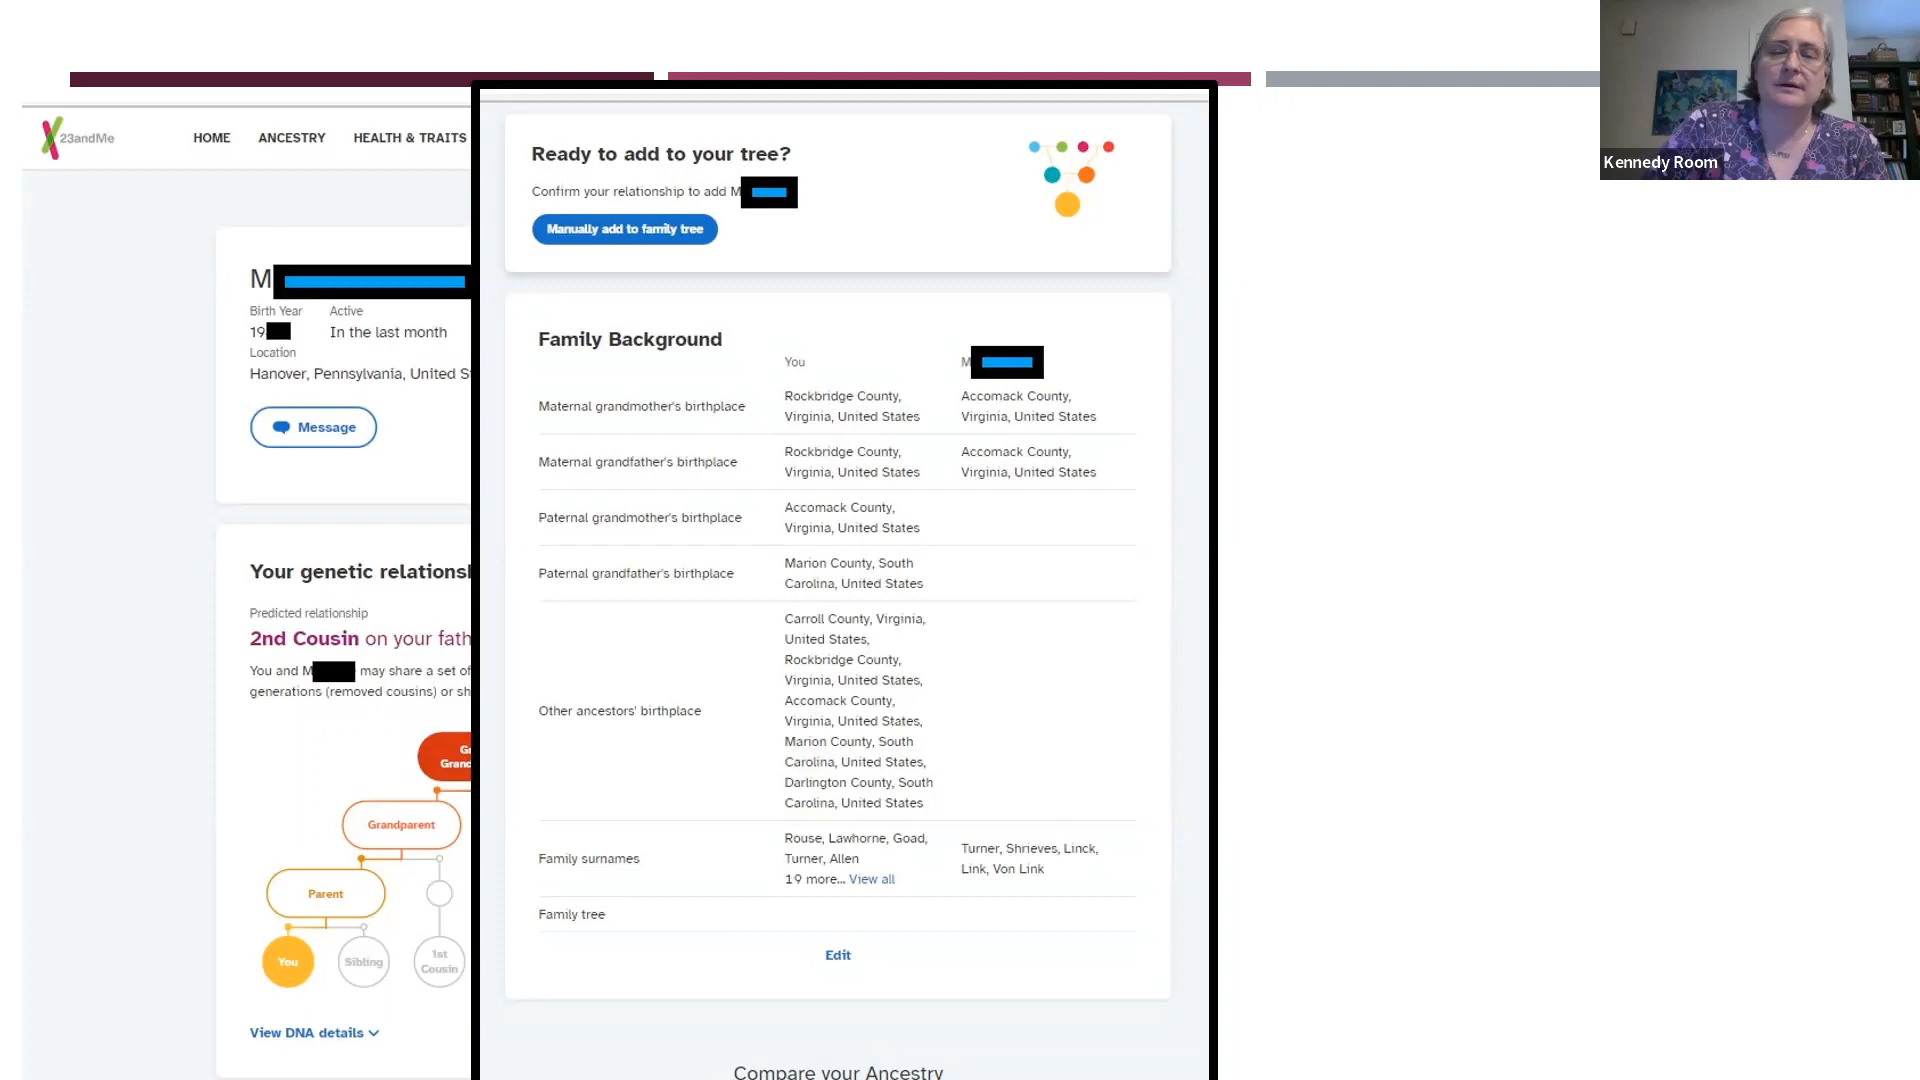 23andMe
HOME
ANCESTRY
HEALTH & TRAITS
M
Birth Year
Active
19
In the last month
Location
Hanover, Pennsylvania, United S
Message
Your genetic relations
Predicted relationship
2nd Cousin on your fath
You and M may share a set of
generations (removed cousins) or sh
Grandparent
Parent
You
Sibling
1st
Cousin
View DNA details
Ready to add to your tree?
Confirm your relationship to add M
Manually add to family tree
Family Background
You
M
Maternal grandmother's birthplace
Rockbridge County,
Virginia, United States
Accomack County,
Virginia, United States
Maternal grandfather's birthplace
Rockbridge County,
Virginia, United States
Accomack County,
Virginia, United States
Paternal grandmother's birthplace
Accomack County,
Virginia, United States
Paternal grandfather's birthplace
Marion County, South
Carolina, United States
Other ancestors' birthplace
Carroll County, Virginia,
United States,
Rockbridge County,
Virginia, United States,
Accomack County,
Virginia, United States,
Marion County, South
Carolina, United States,
Darlington County, South
Carolina, United States
Family surnames
Rouse, Lawhorne, Goad,
Turner, Allen
19 more... View all
Turner, Shrieves, Linck,
Link, Von Link
Family tree
Edit
Compare your Ancestry
Kennedy Room